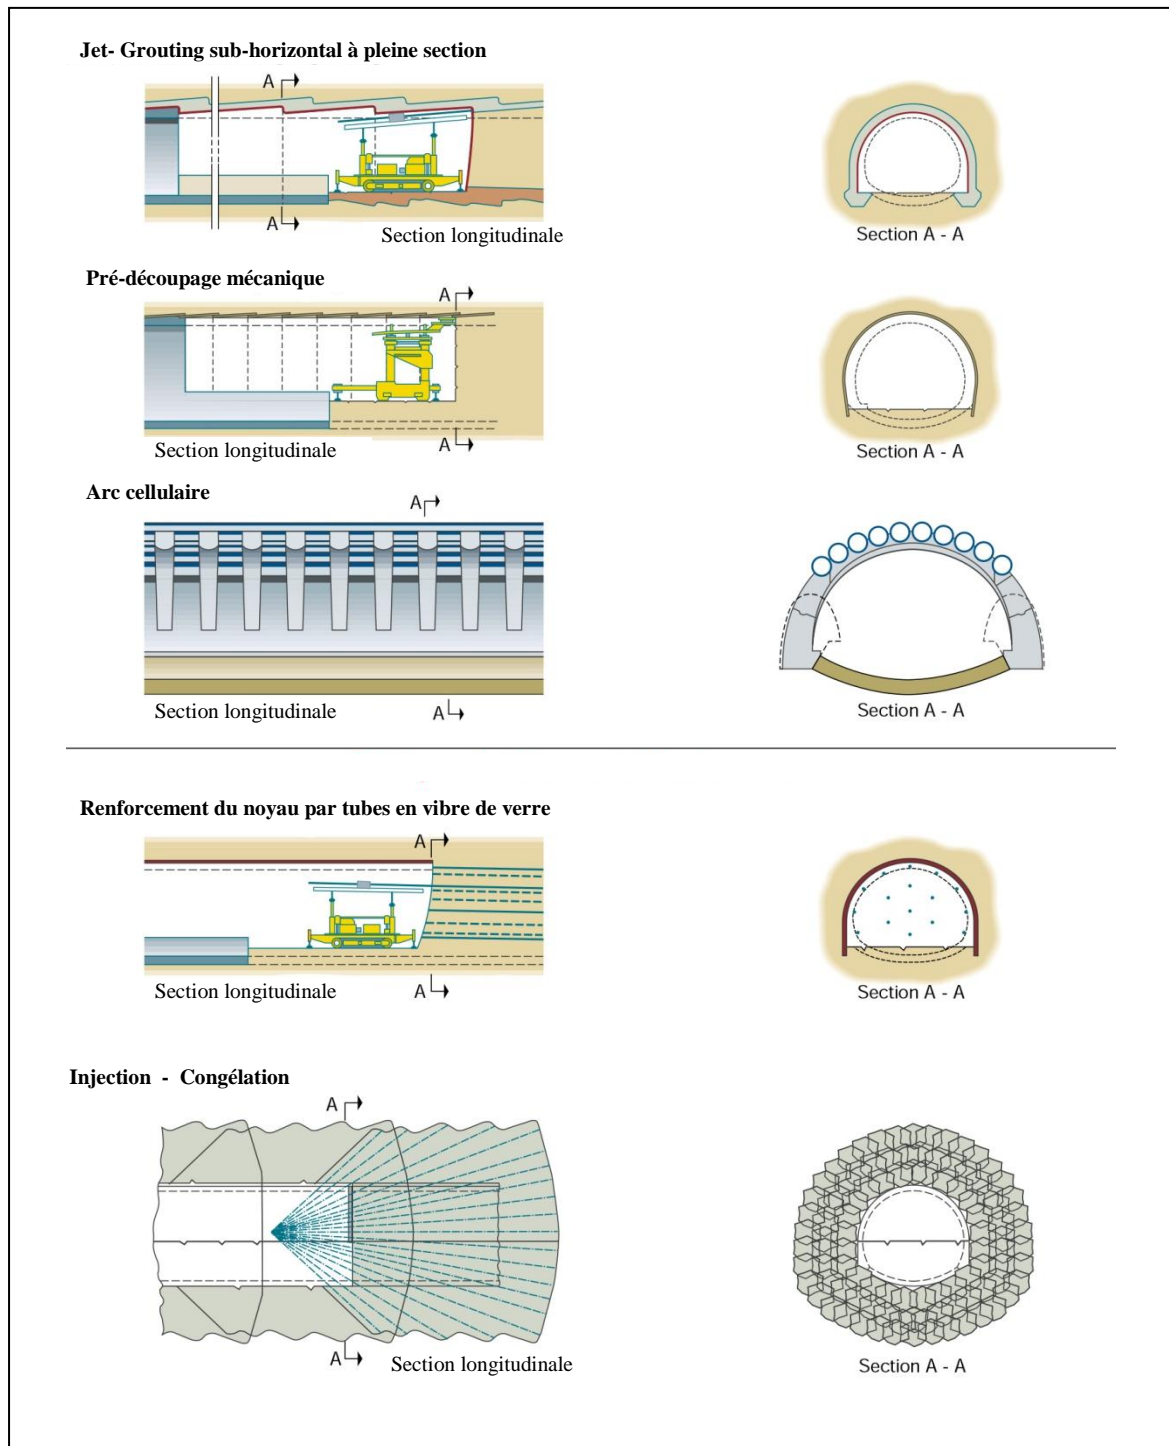 Jet- Grouting sub-horizontal à pleine section
A
A
Section longitudinale
Section A - A
Pré-découpage mécanique
A
A
Section longitudinale
Section A - A
Arc cellulaire
A
A
Section longitudinale
Section A - A
Renforcement du noyau par tubes en vibre de verre
A
A
Section longitudinale
Section A - A
Injection - Congélation
A
A
Section longitudinale
Section A - A